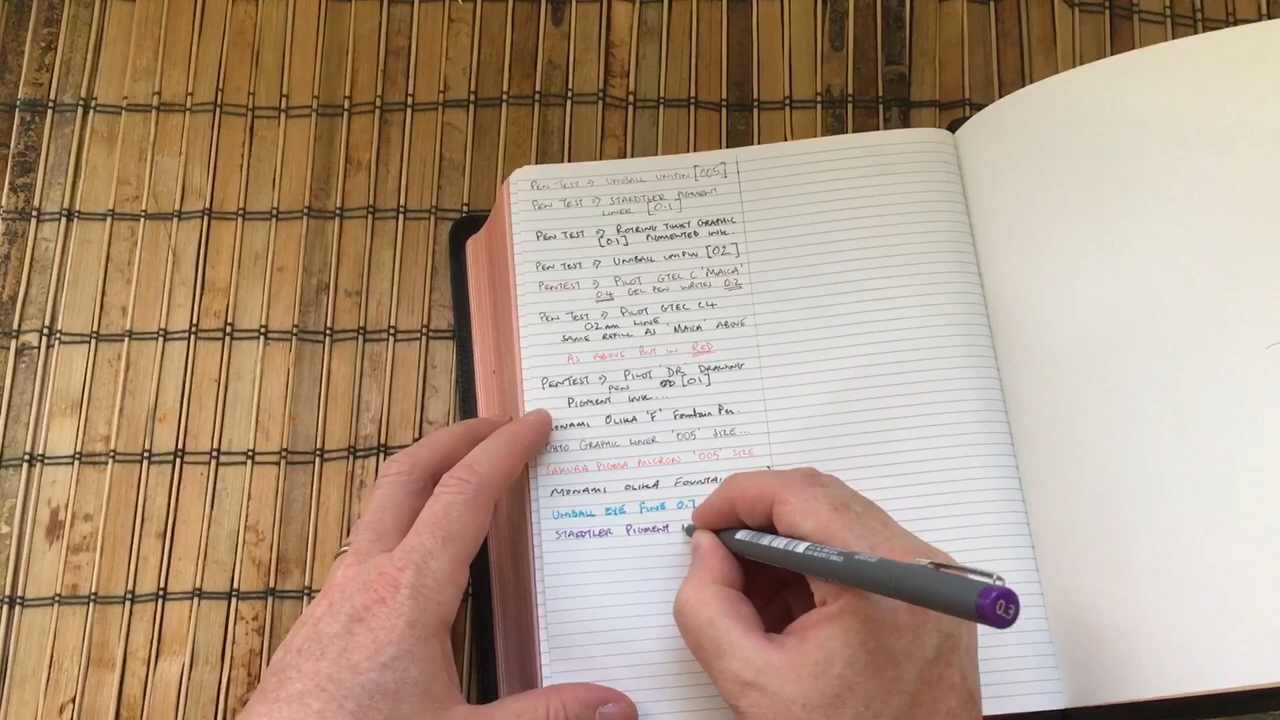 PEN TEST ⇒ UNIBALL UNIPIN [005]
PEN TEST ⇒ STAEDTLER PIGMENT
LINER [0.1]
PEN TEST ⇒ ROTRING TIKKY GRAPHIC
[0.1] PIGMENTED INK.
PEN TEST ⇒ UNIBALL UNIPIN [02]
PENTEST ⇒ PILOT GTEC C 'MAICA'
0.4 GEL PEN WRITES 0.2
PEN TEST ⇒ PILOT GTEC C4
02mm LINE
SAME REFILL AS 'MAICA' ABOVE
AS ABOVE BUT IN RED
PENTEST ⇒ PILOT 'DR' DRAWING
PEN [01]
PIGMENT INK...
MONAMI OLIKA 'F' Fountain Pen.
OHTO GRAPHIC LINER '005' SIZE...
SAKURA PIGMA MICRON '005' SIZE
MONAMI OLIKA
UNIBALL EYE FINE 0.7
STAEDTLER PIGMENT
0.3